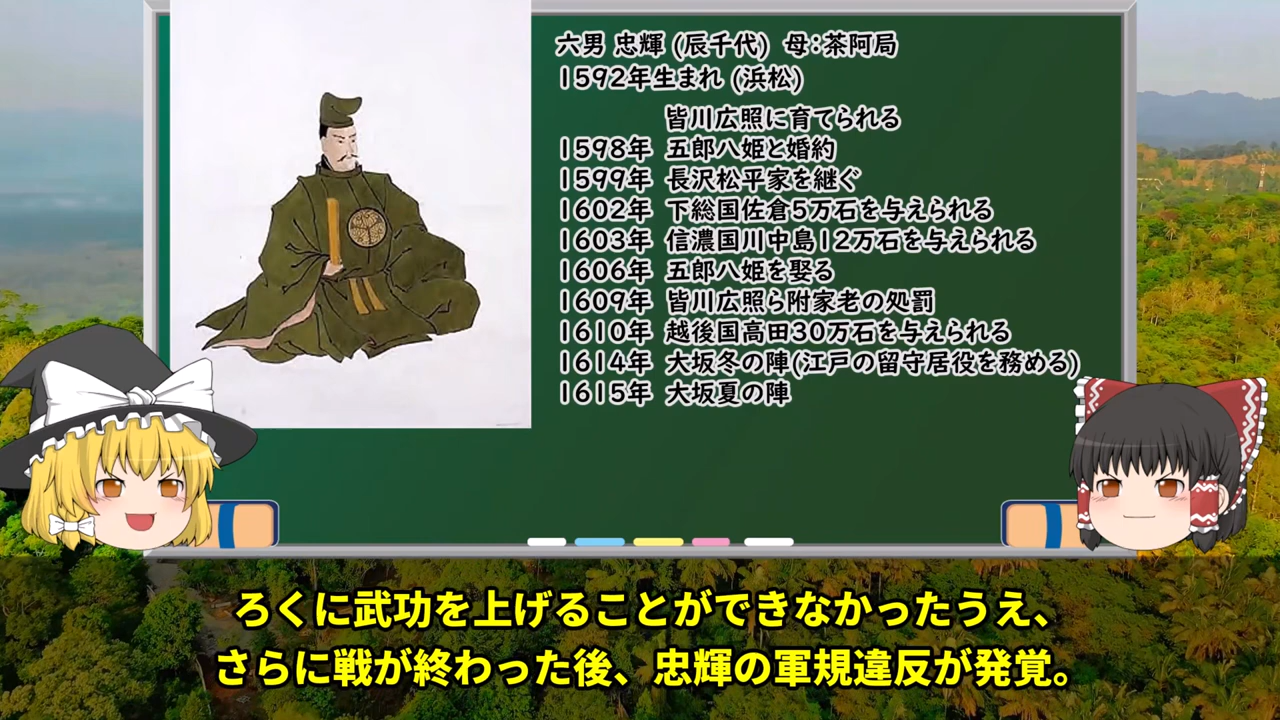 六男 忠輝 (辰千代) 母：茶阿局
1592年生まれ (浜松)
皆川広照に育てられる
1598年 五郎八姫と婚約
1599年 長沢松平家を継ぐ
1602年 下総国佐倉5万石を与えられる
1603年 信濃国川中島12万石を与えられる
1606年 五郎八姫を娶る
1609年 皆川広照ら附家老の処罰
1610年 越後国高田30万石を与えられる
1614年 大坂冬の陣(江戸の留守居役を務める)
1615年 大坂夏の陣
ろくに武功を上げることができなかったうえ、
さらに戦が終わった後、忠輝の軍規違反が発覚。